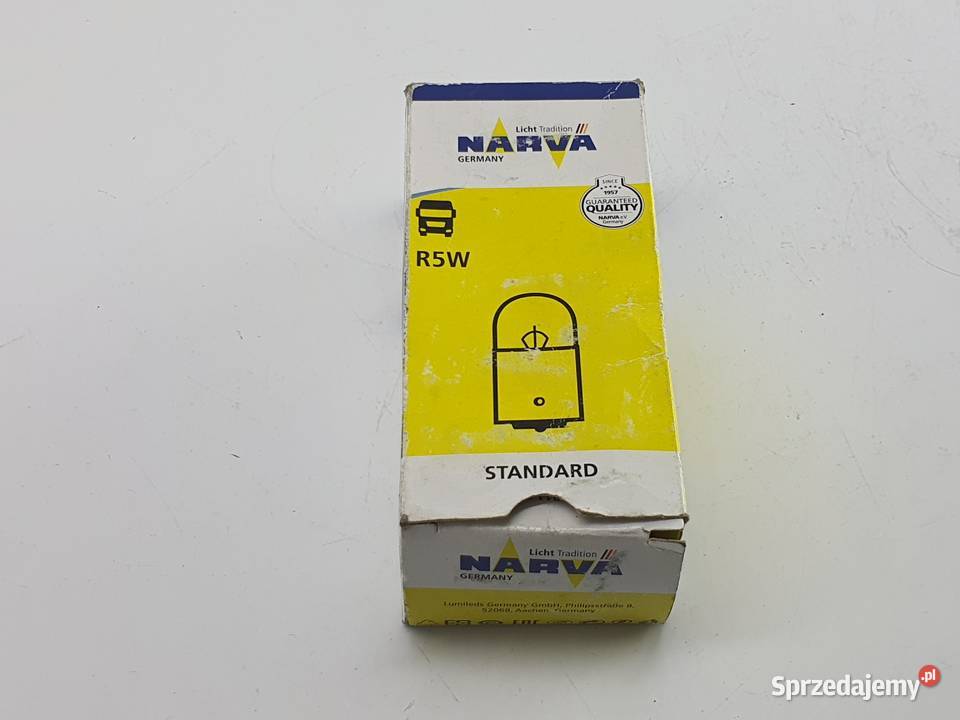 Licht Tradition
NARVA
GERMANY
SINCE
1957
GUARANTEED
QUALITY
NARVA e.V.
Germany
R5W
STANDARD
Licht Tradition
NARVA
GERMANY
Lumileds Germany GmbH, Philipsstraße 8,
52068, Aachen, Germany
EAC
Sprzedajemy.pl